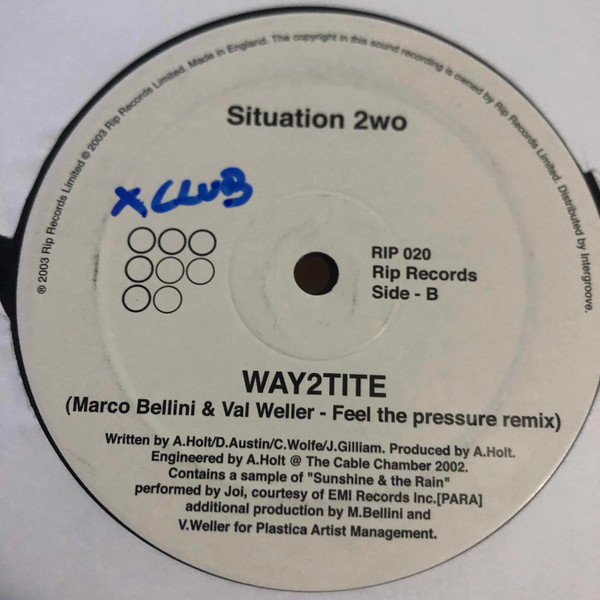 ℗ 2003 Rip Records Limited © 2003 Rip Records Limited. Made in England. The copyright in this sound recording is owned by Rip Records Limited. Distributed by Intergroove.
Situation 2wo
X CLUB
RIP 020
Rip Records
Side - B
WAY2TITE
(Marco Bellini & Val Weller - Feel the pressure remix)
Written by A.Holt/D.Austin/C.Wolfe/J.Gilliam. Produced by A.Holt.
Engineered by A.Holt @ The Cable Chamber 2002.
Contains a sample of "Sunshine & the Rain"
performed by Joi, courtesy of EMI Records Inc.[PARA]
additional production by M.Bellini and
V.Weller for Plastica Artist Management.